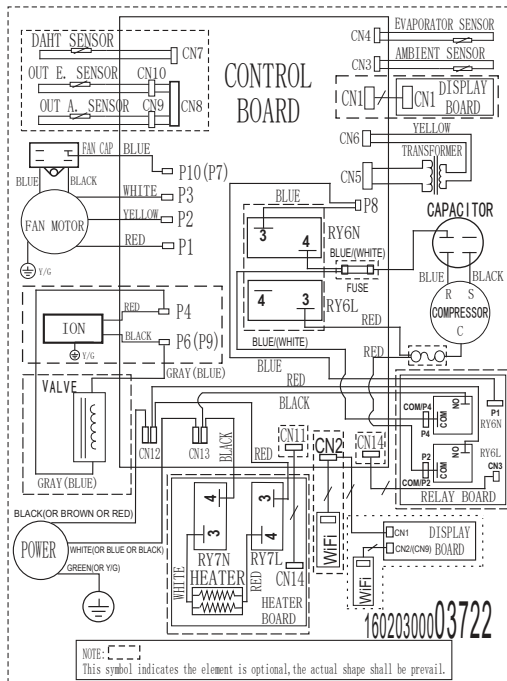 DAHT SENSOR
CN7
OUT E. SENSOR
CN10
OUT A. SENSOR
CN9
CN8
CONTROL
BOARD
CN4
EVAPORATOR SENSOR
CN3
AMBIENT SENSOR
CN1
CN1
DISPLAY
BOARD
CN6
YELLOW
TRANSFORMER
CN5
FAN CAP
BLUE
P10(P7)
BLUE
BLACK
WHITE
P3
YELLOW
P2
FAN MOTOR
RED
P1
Y/G
BLUE
P8
3
4
RY6N
BLUE/(WHITE)
FUSE
4
3
RY6L
RED
CAPACITOR
BLUE
BLACK
R
S
COMPRESSOR
C
ION
RED
P4
BLACK
P6(P9)
Y/G
GRAY(BLUE)
BLUE/(WHITE)
BLUE
RED
RED
BLACK
VALVE
CN12
CN13
BLACK
RED
CN11
CN2
CN14
GRAY(BLUE)
COM/P4
P4
COM
NO
P1
RY6N
P2
COM/P2
COM
NO
RY6L
CN3
RELAY BOARD
BLACK(OR BROWN OR RED)
POWER
WHITE(OR BLUE OR BLACK)
GREEN(OR Y/G)
4
3
3
4
RY7N
RY7L
HEATER
WHITE
RED
CN14
HEATER
BOARD
WiFi
WiFi
CN1
CN2/(CN9)
DISPLAY
BOARD
16020300003722
NOTE:
This symbol indicates the element is optional,the actual shape shall be prevail.